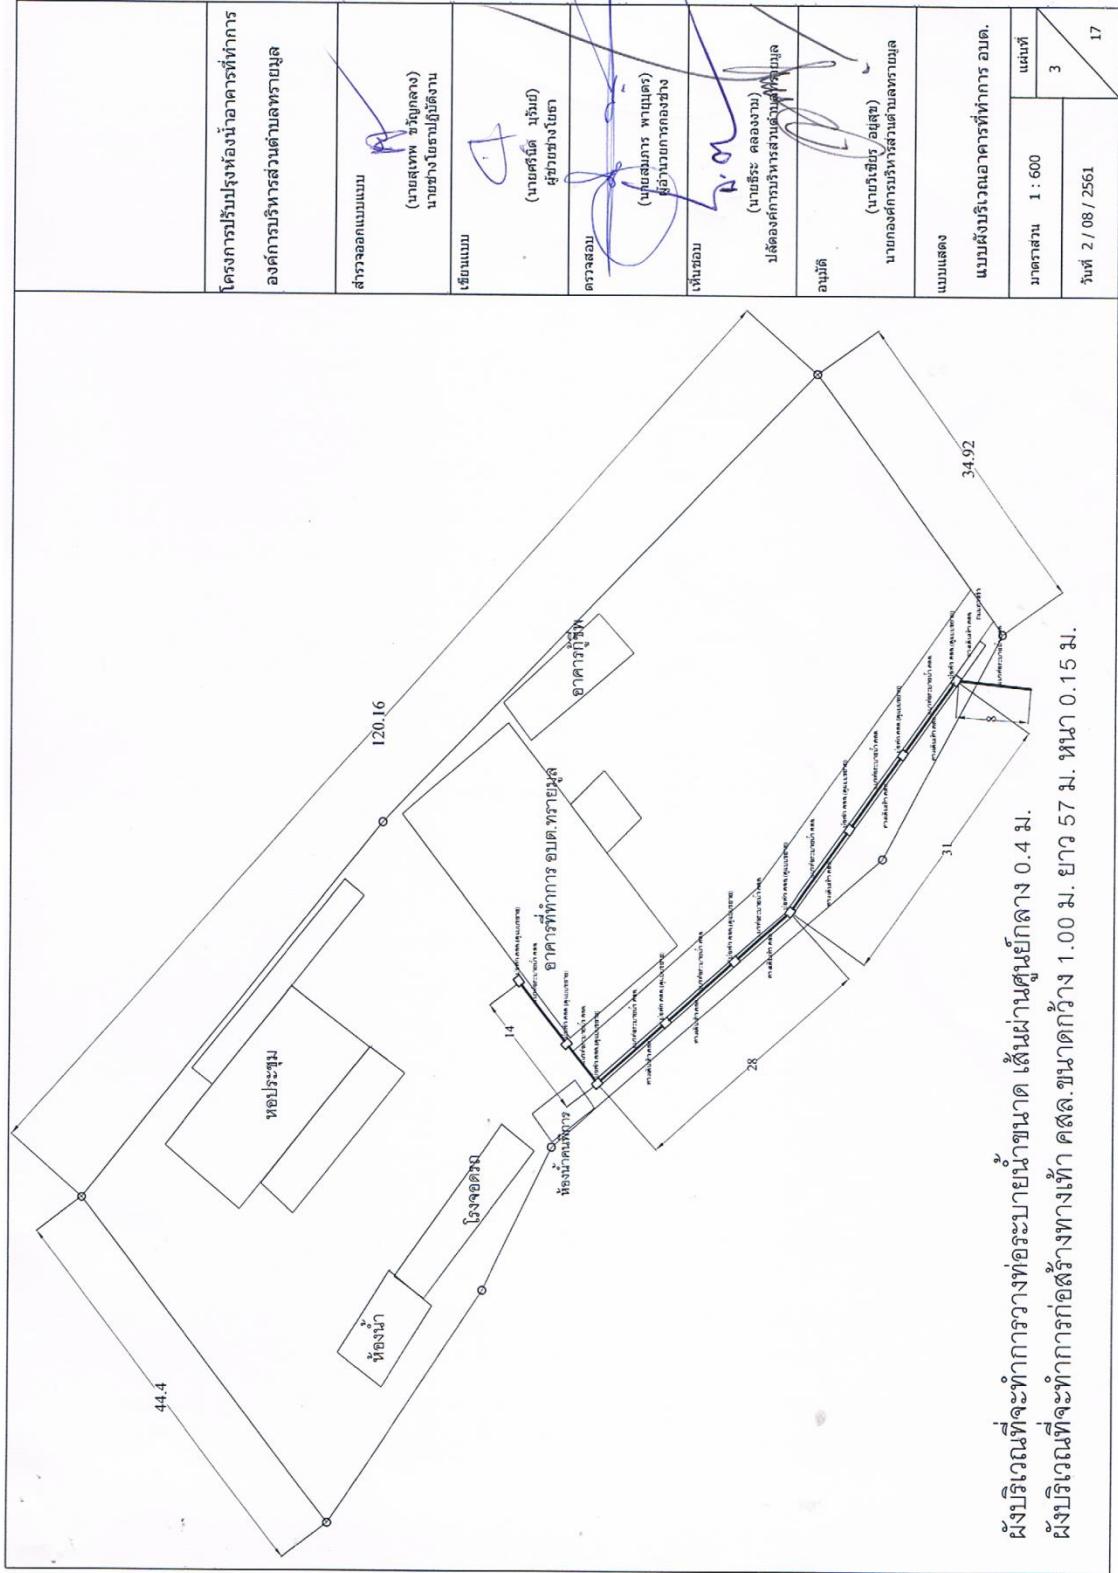 โครงการปรับปรุงห้องน้ำอาคารที่ทำการ
องค์การบริหารส่วนตำบลทรายมูล
สำรวจออกแบบแบบ
(นายสุเทพ ขวัญกลาง)
นายช่างโยธาปฏิบัติงาน
เขียนแบบ
(นายศรีนิต บุริมย์)
ผู้ช่วยช่างโยธา
ตรวจสอบ
(นายสมภาร พาขุนุตร)
ผู้อำนวยการกองช่าง
เห็นชอบ
(นายธีระ คลองงาม)
ปลัดองค์การบริหารส่วนตำบลทรายมูล
อนุมัติ
(นายวิเชียร อยู่สุข)
นายกองค์การบริหารส่วนตำบลทรายมูล
แบบแสดง
แบบผังบริเวณอาคารที่ทำการ อบต.
มาตราส่วน 1 : 600
แผ่นที่
3
17
วันที่ 2 / 08 / 2561
44.4
120.16
34.92
หอประชุม
ห้องน้ำ
โรงจอดรถ
ห้องน้ำคนพิการ
อาคารที่ทำการ อบต.ทรายมูล
อาคารกู้ชีพ
14
28
31
8
ผังบริเวณที่จะทำการวางท่อระบายน้ำขนาด เส้นผ่านศูนย์กลาง 0.4 ม.
ผังบริเวณที่จะทำการก่อสร้างทางเท้า คสล.ขนาดกว้าง 1.00 ม. ยาว 57 ม. หนา 0.15 ม.